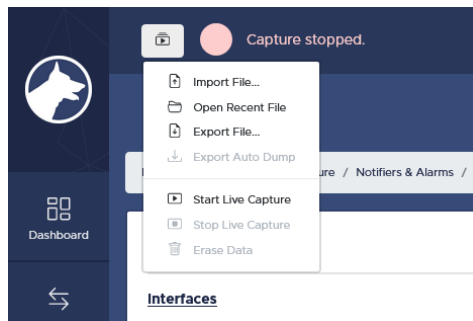 Capture stopped.
Import File...
Open Recent File
Export File...
Export Auto Dump
ure / Notifiers & Alarms /
Start Live Capture
Stop Live Capture
Erase Data
Dashboard
Interfaces